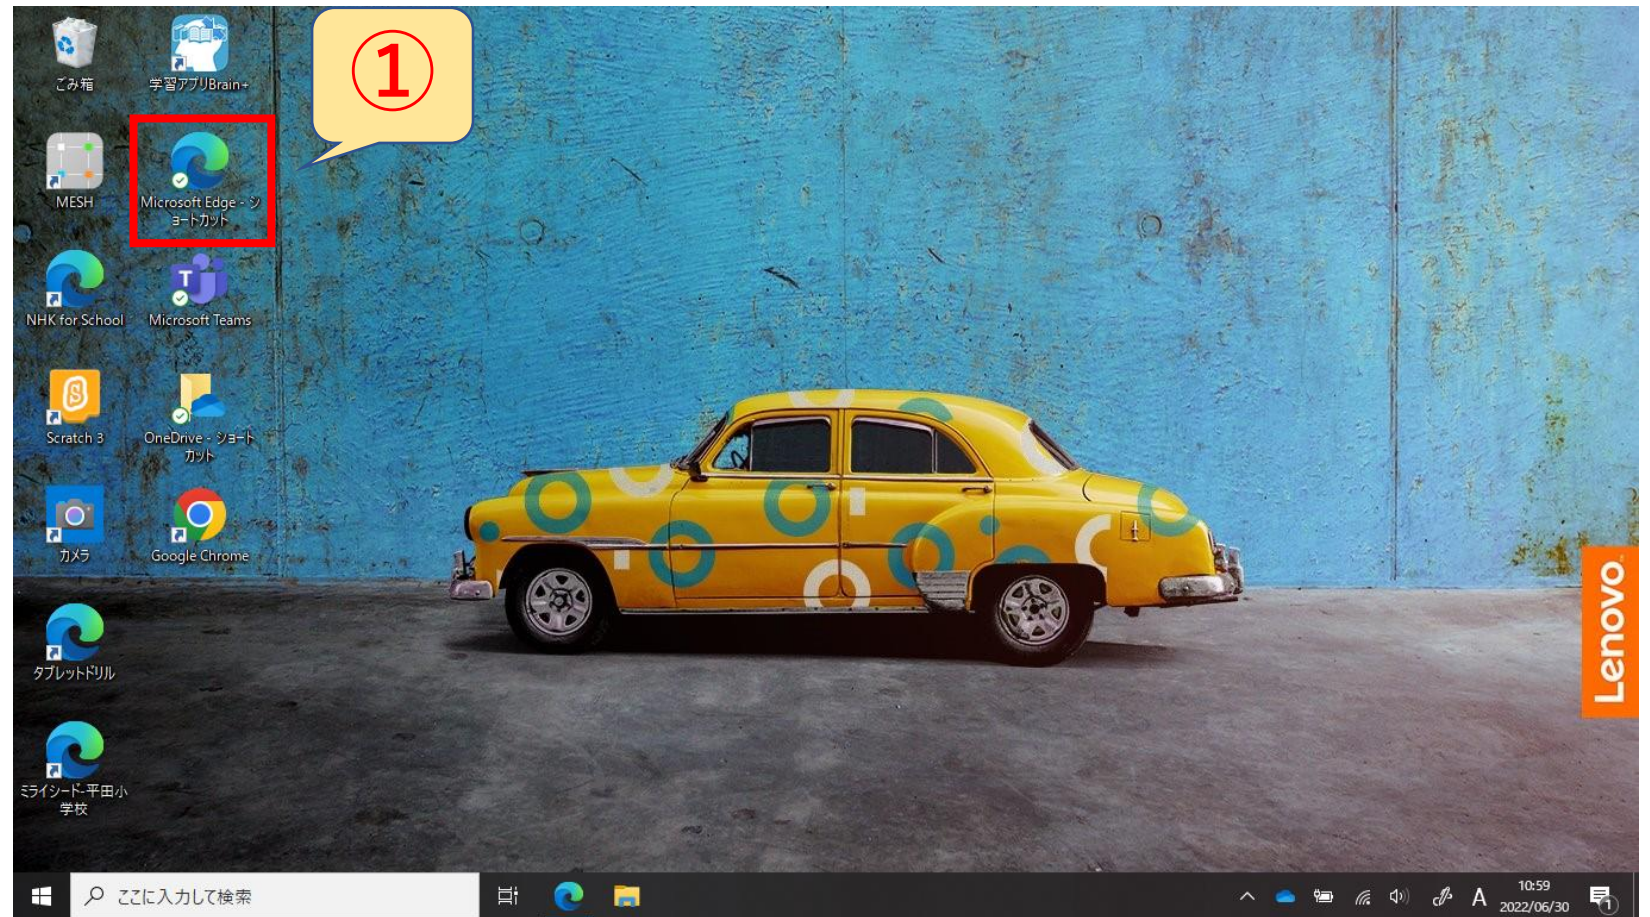 ごみ箱
学習アプリBrain+
①
MESH
Microsoft Edge - シ
ョートカット
NHK for School
Microsoft Teams
Scratch 3
OneDrive - ショート
カット
カメラ
Google Chrome
タブレットドリル
ミライシード-平田小
学校
Lenovo
ここに入力して検索
A
10:59
2022/06/30
1